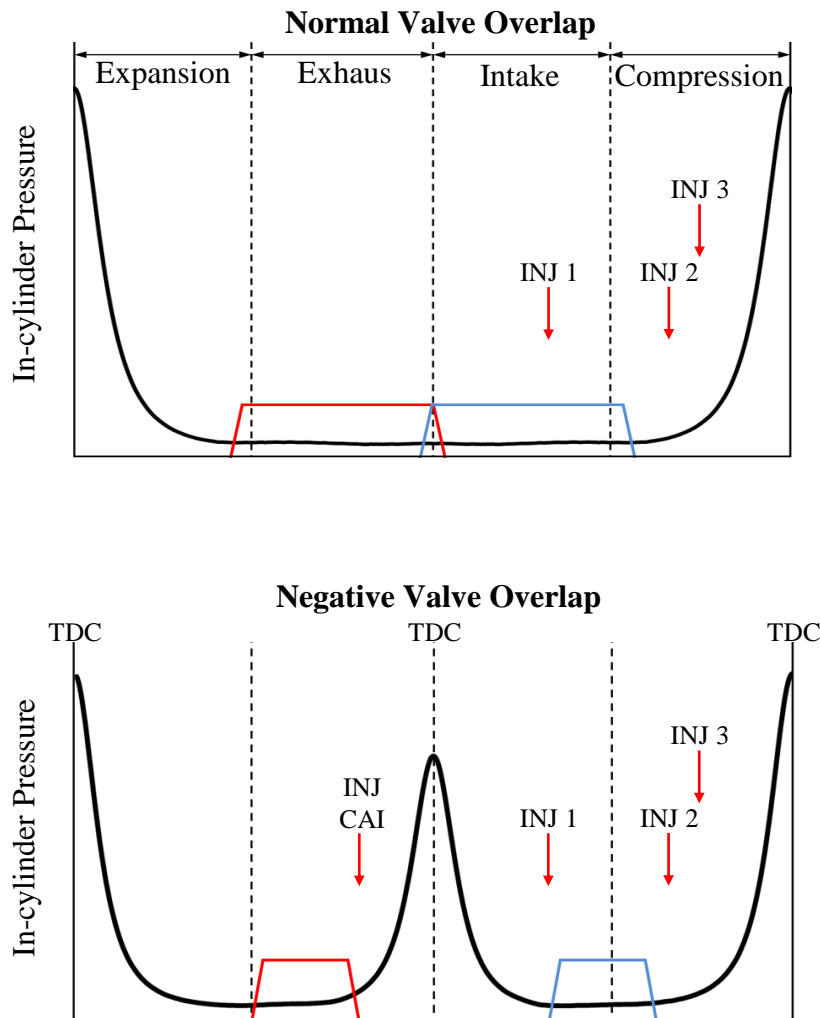 Normal Valve Overlap
Expansion Exhaus Intake Compression
In-cylinder Pressure
INJ 3
INJ 1 INJ 2
Negative Valve Overlap
TDC TDC TDC
In-cylinder Pressure
INJ 3
INJ
CAI INJ 1 INJ 2